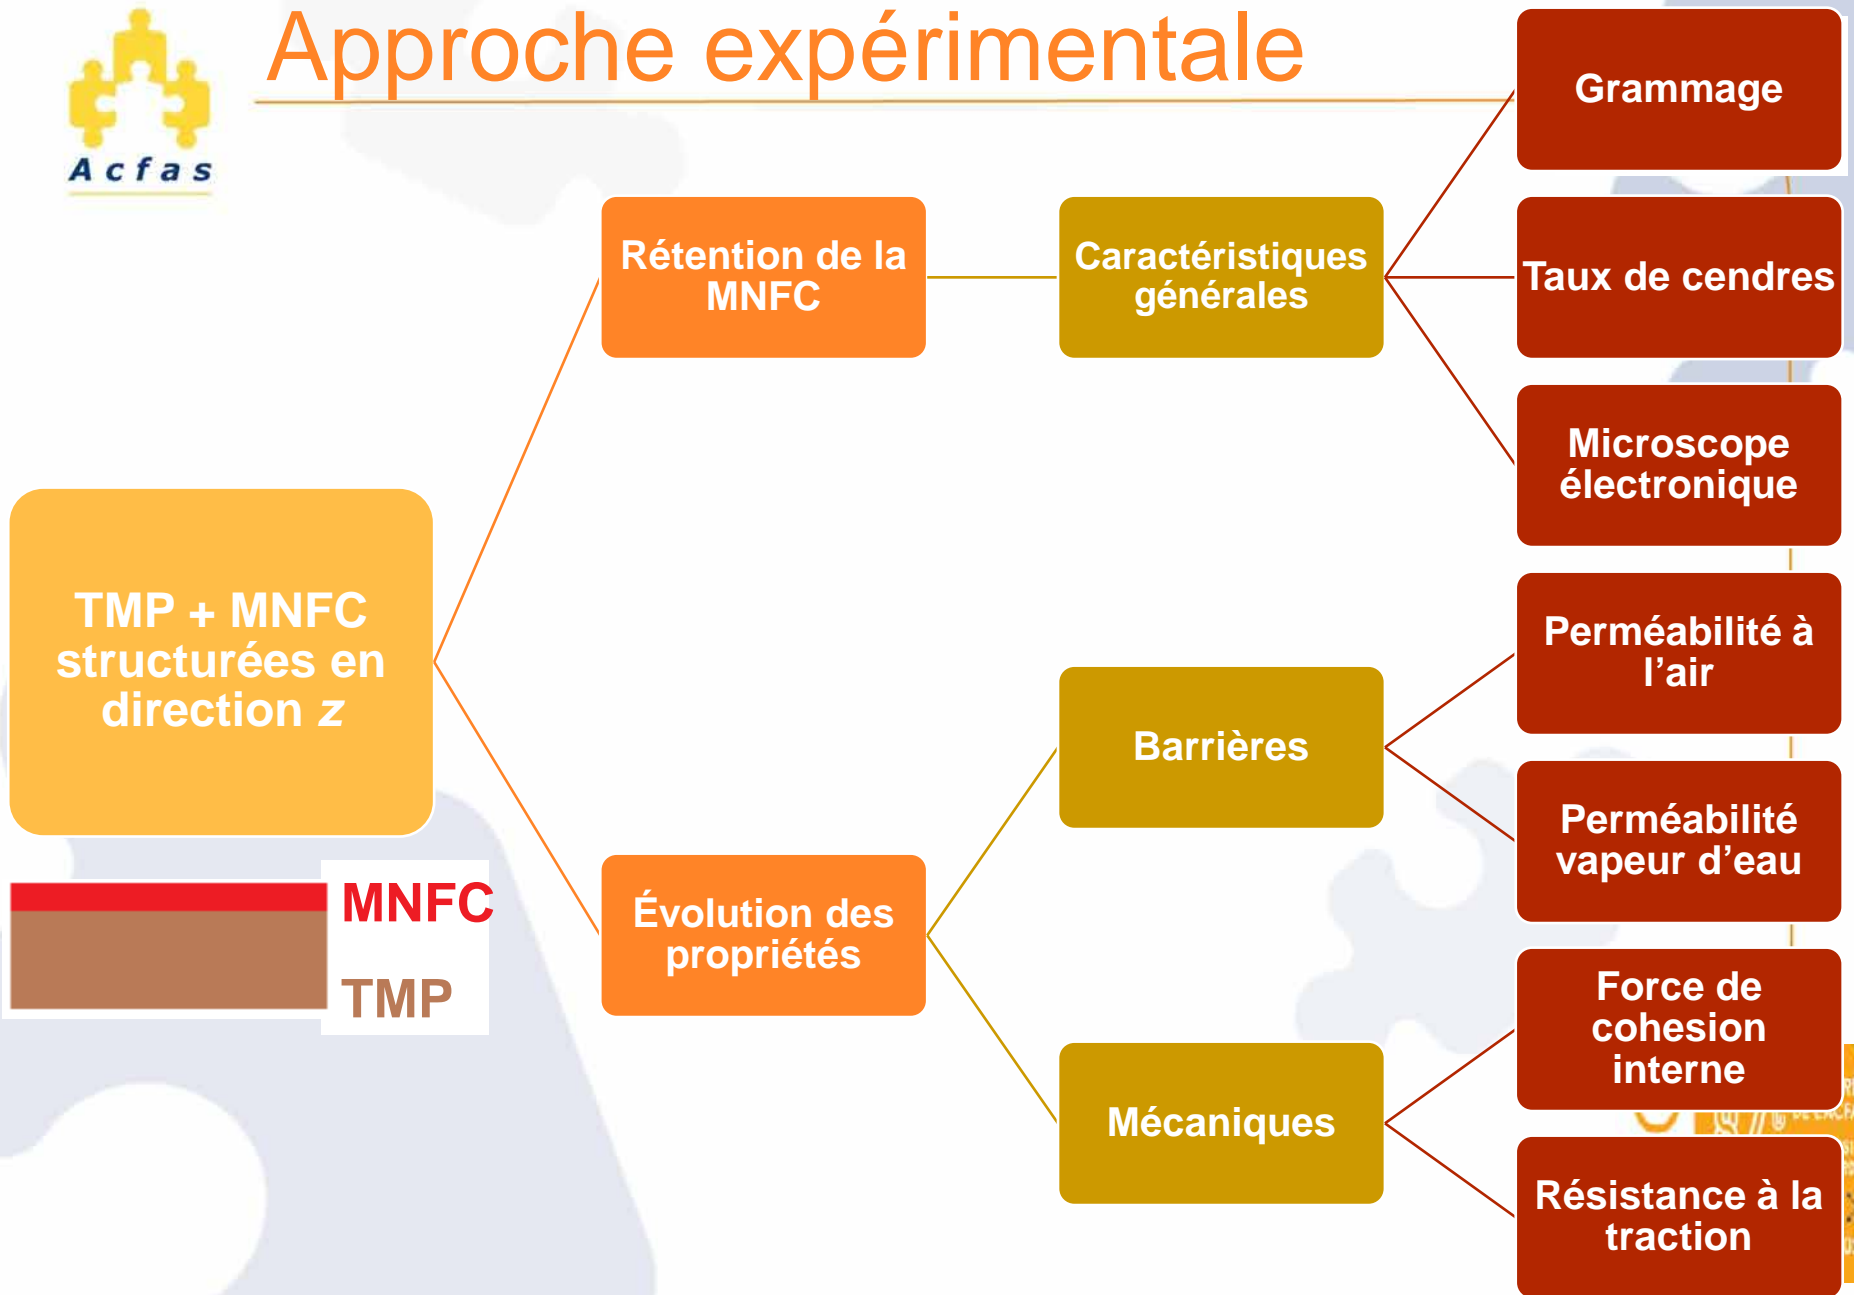 Acfas
Approche expérimentale
TMP + MNFC
structurées en
direction z
MNFC
TMP
Rétention de la
MNFC
Évolution des
propriétés
Caractéristiques
générales
Barrières
Mécaniques
Grammage
Taux de cendres
Microscope
électronique
Perméabilité à
l’air
Perméabilité
vapeur d’eau
Force de
cohesion
interne
Résistance à la
traction